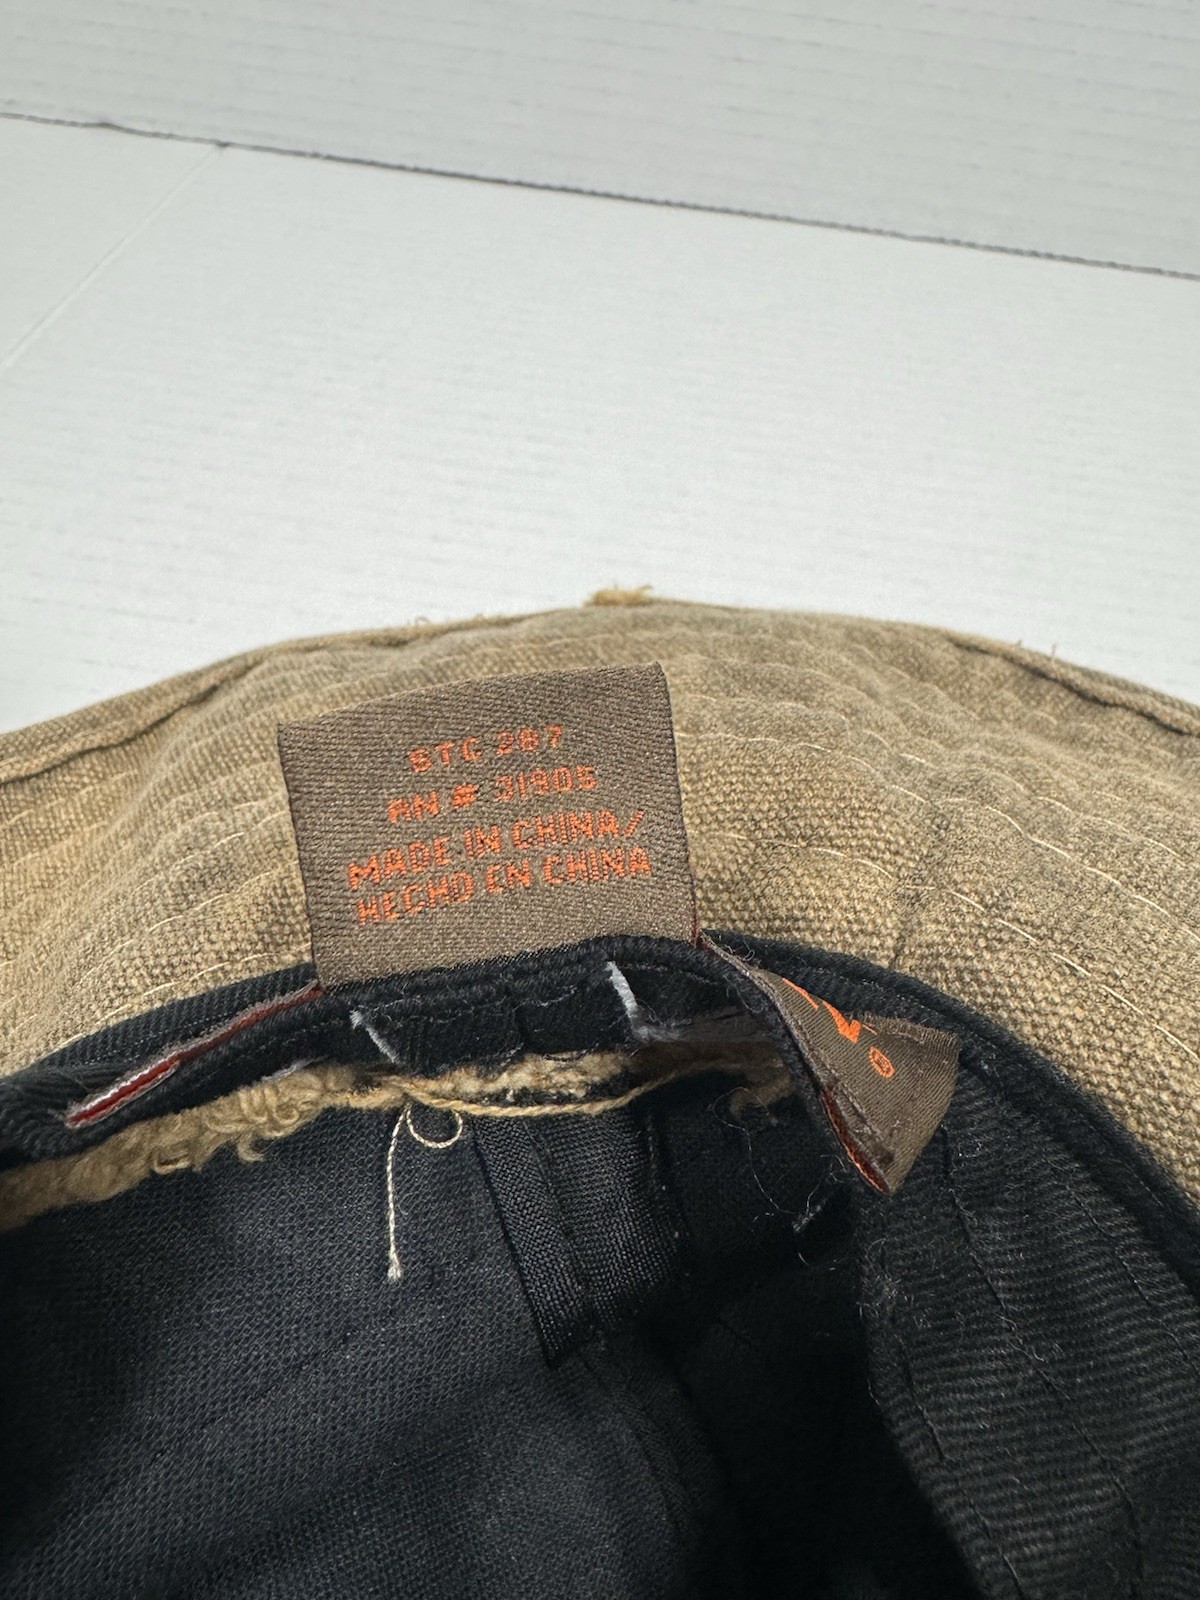 STC 287
RN # 31905
MADE IN CHINA/
HECHO EN CHINA
®